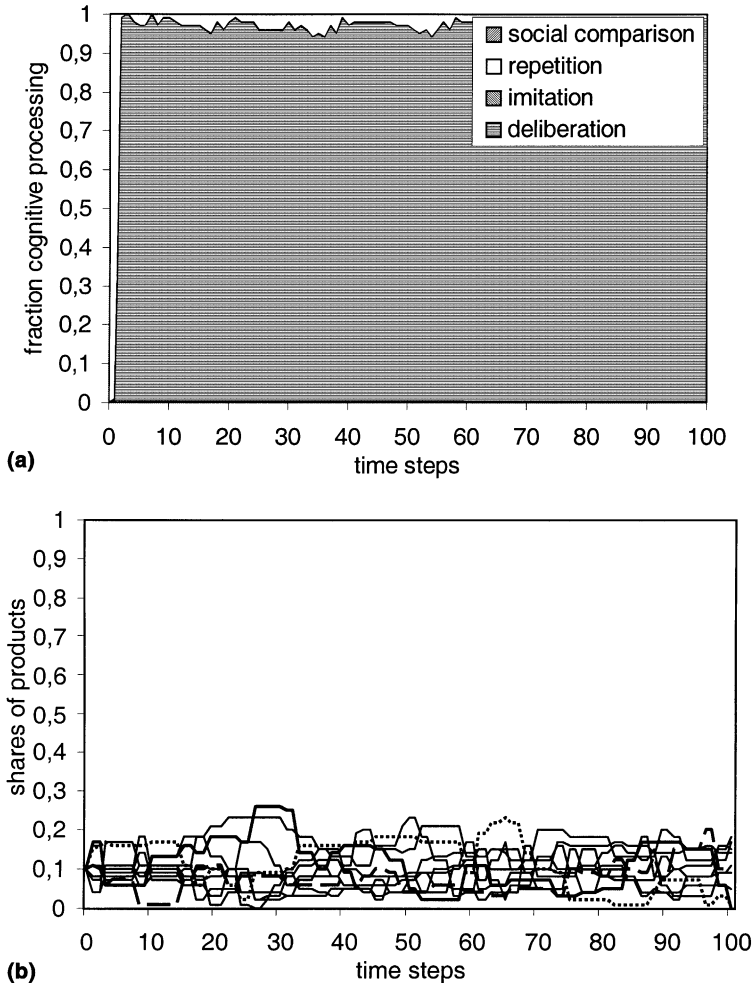 1
0,9
0,8
0,7
0,6
0,5
0,4
0,3
0,2
0,1
0
fraction cognitive processing
social comparison
repetition
imitation
deliberation
0 10 20 30 40 50 60 70 80 90 100
time steps
(a)
1
0,9
0,8
0,7
0,6
0,5
0,4
0,3
0,2
0,1
0
shares of products
0 10 20 30 40 50 60 70 80 90 100
time steps
(b)